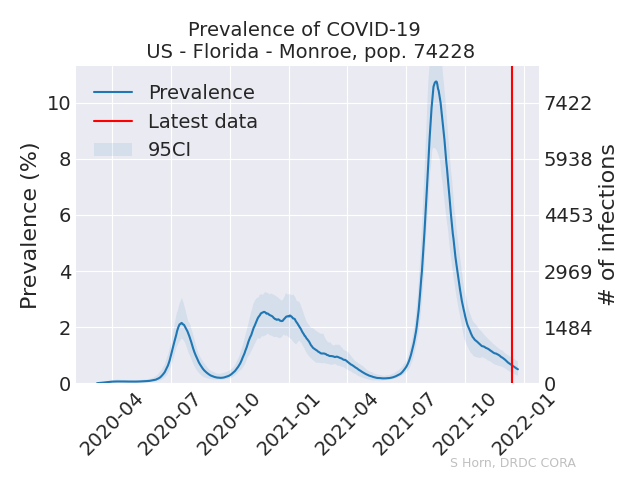 Prevalence of COVID-19
US - Florida - Monroe, pop. 74228
Prevalence
Latest data
95CI
Prevalence (%)
10
8
6
4
2
0
7422
5938
4453
2969
1484
0
# of infections
2020-04
2020-07
2020-10
2021-01
2021-04
2021-07
2021-10
2022-01
S Horn, DRDC CORA